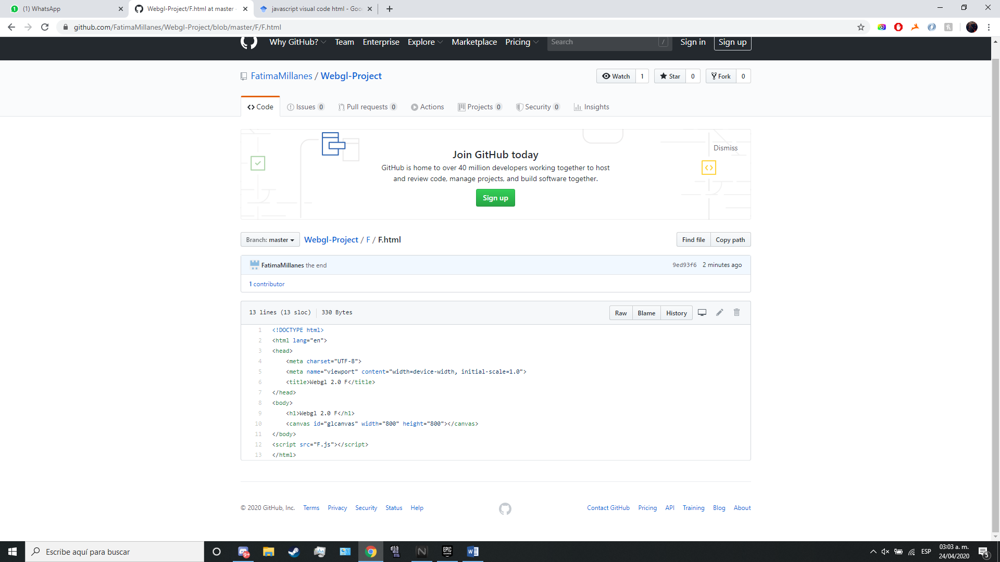 (1) WhatsApp
Webgl-Project/F.html at master
javascript visual code html - Goo
github.com/FatimaMillanes/Webgl-Project/blob/master/F/F.html
Why GitHub? Team Enterprise Explore Marketplace Pricing Search / Sign in Sign up
FatimaMillanes / Webgl-Project
Watch 1 Star 0 Fork 0
Code Issues 0 Pull requests 0 Actions Projects 0 Security 0 Insights
Dismiss
Join GitHub today
GitHub is home to over 40 million developers working together to host
and review code, manage projects, and build software together.
Sign up
Branch: master Webgl-Project / F / F.html Find file Copy path
FatimaMillanes the end 9ed93f6 2 minutes ago
1 contributor
13 lines (13 sloc) 330 Bytes Raw Blame History
1 <!DOCTYPE html>
2 <html lang="en">
3 <head>
4 <meta charset="UTF-8">
5 <meta name="viewport" content="width=device-width, initial-scale=1.0">
6 <title>Webgl 2.0 F</title>
7 </head>
8 <body>
9 <h1>Webgl 2.0 F</h1>
10 <canvas id="glcanvas" width="800" height="800"></canvas>
11 </body>
12 <script src="F.js"></script>
13 </html>
© 2020 GitHub, Inc. Terms Privacy Security Status Help Contact GitHub Pricing API Training Blog About
Escribe aquí para buscar
9+
EPIC GAMES
ESP
03:03 a. m.
24/04/2020
5